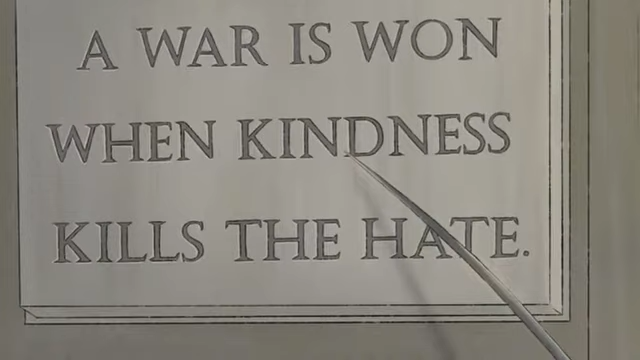 A WAR IS WON
WHEN KINDNESS
KILLS THE HATE.